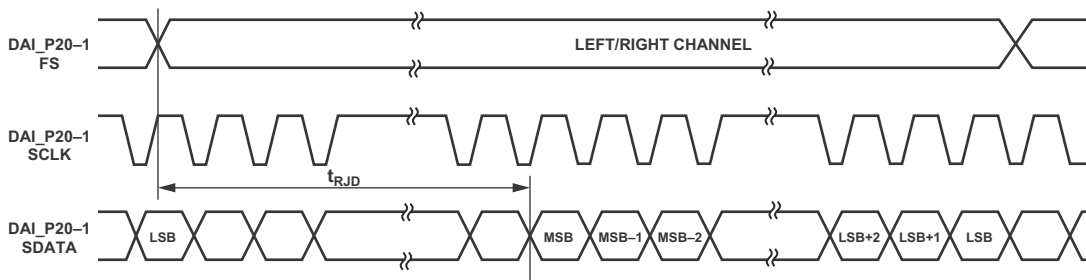 DAI_P20–1
FS
LEFT/RIGHT CHANNEL
DAI_P20–1
SCLK
tRJD
DAI_P20–1
SDATA
LSB
MSB
MSB–1
MSB–2
LSB+2
LSB+1
LSB